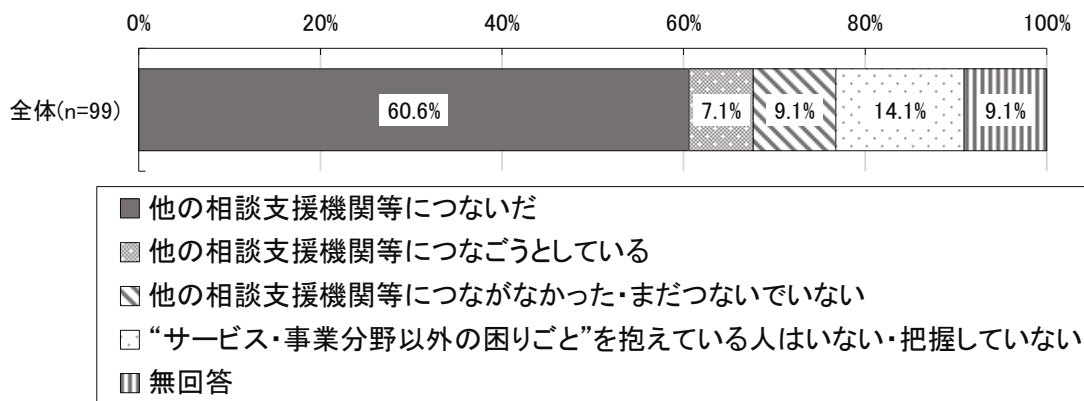 0% 20% 40% 60% 80% 100%
全体(n=99) 60.6% 7.1% 9.1% 14.1% 9.1%
他の相談支援機関等につないだ
他の相談支援機関等につなごうとしている
他の相談支援機関等につながなかった・まだつないでいない
“サービス・事業分野以外の困りごと”を抱えている人はいない・把握していない
無回答